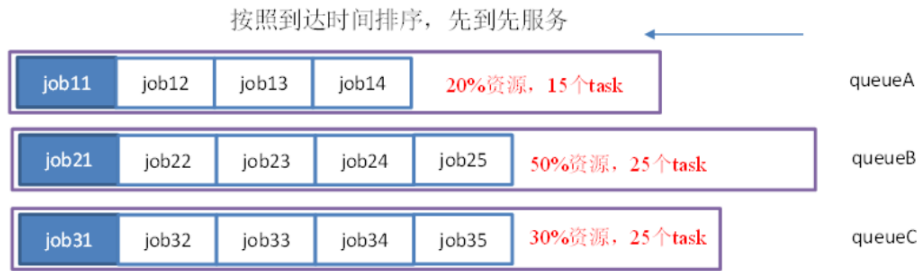 按照到达时间排序，先到先服务
job11 job12 job13 job14 20%资源，15个task queueA
job21 job22 job23 job24 job25 50%资源，25个task queueB
job31 job32 job33 job34 job35 30%资源，25个task queueC